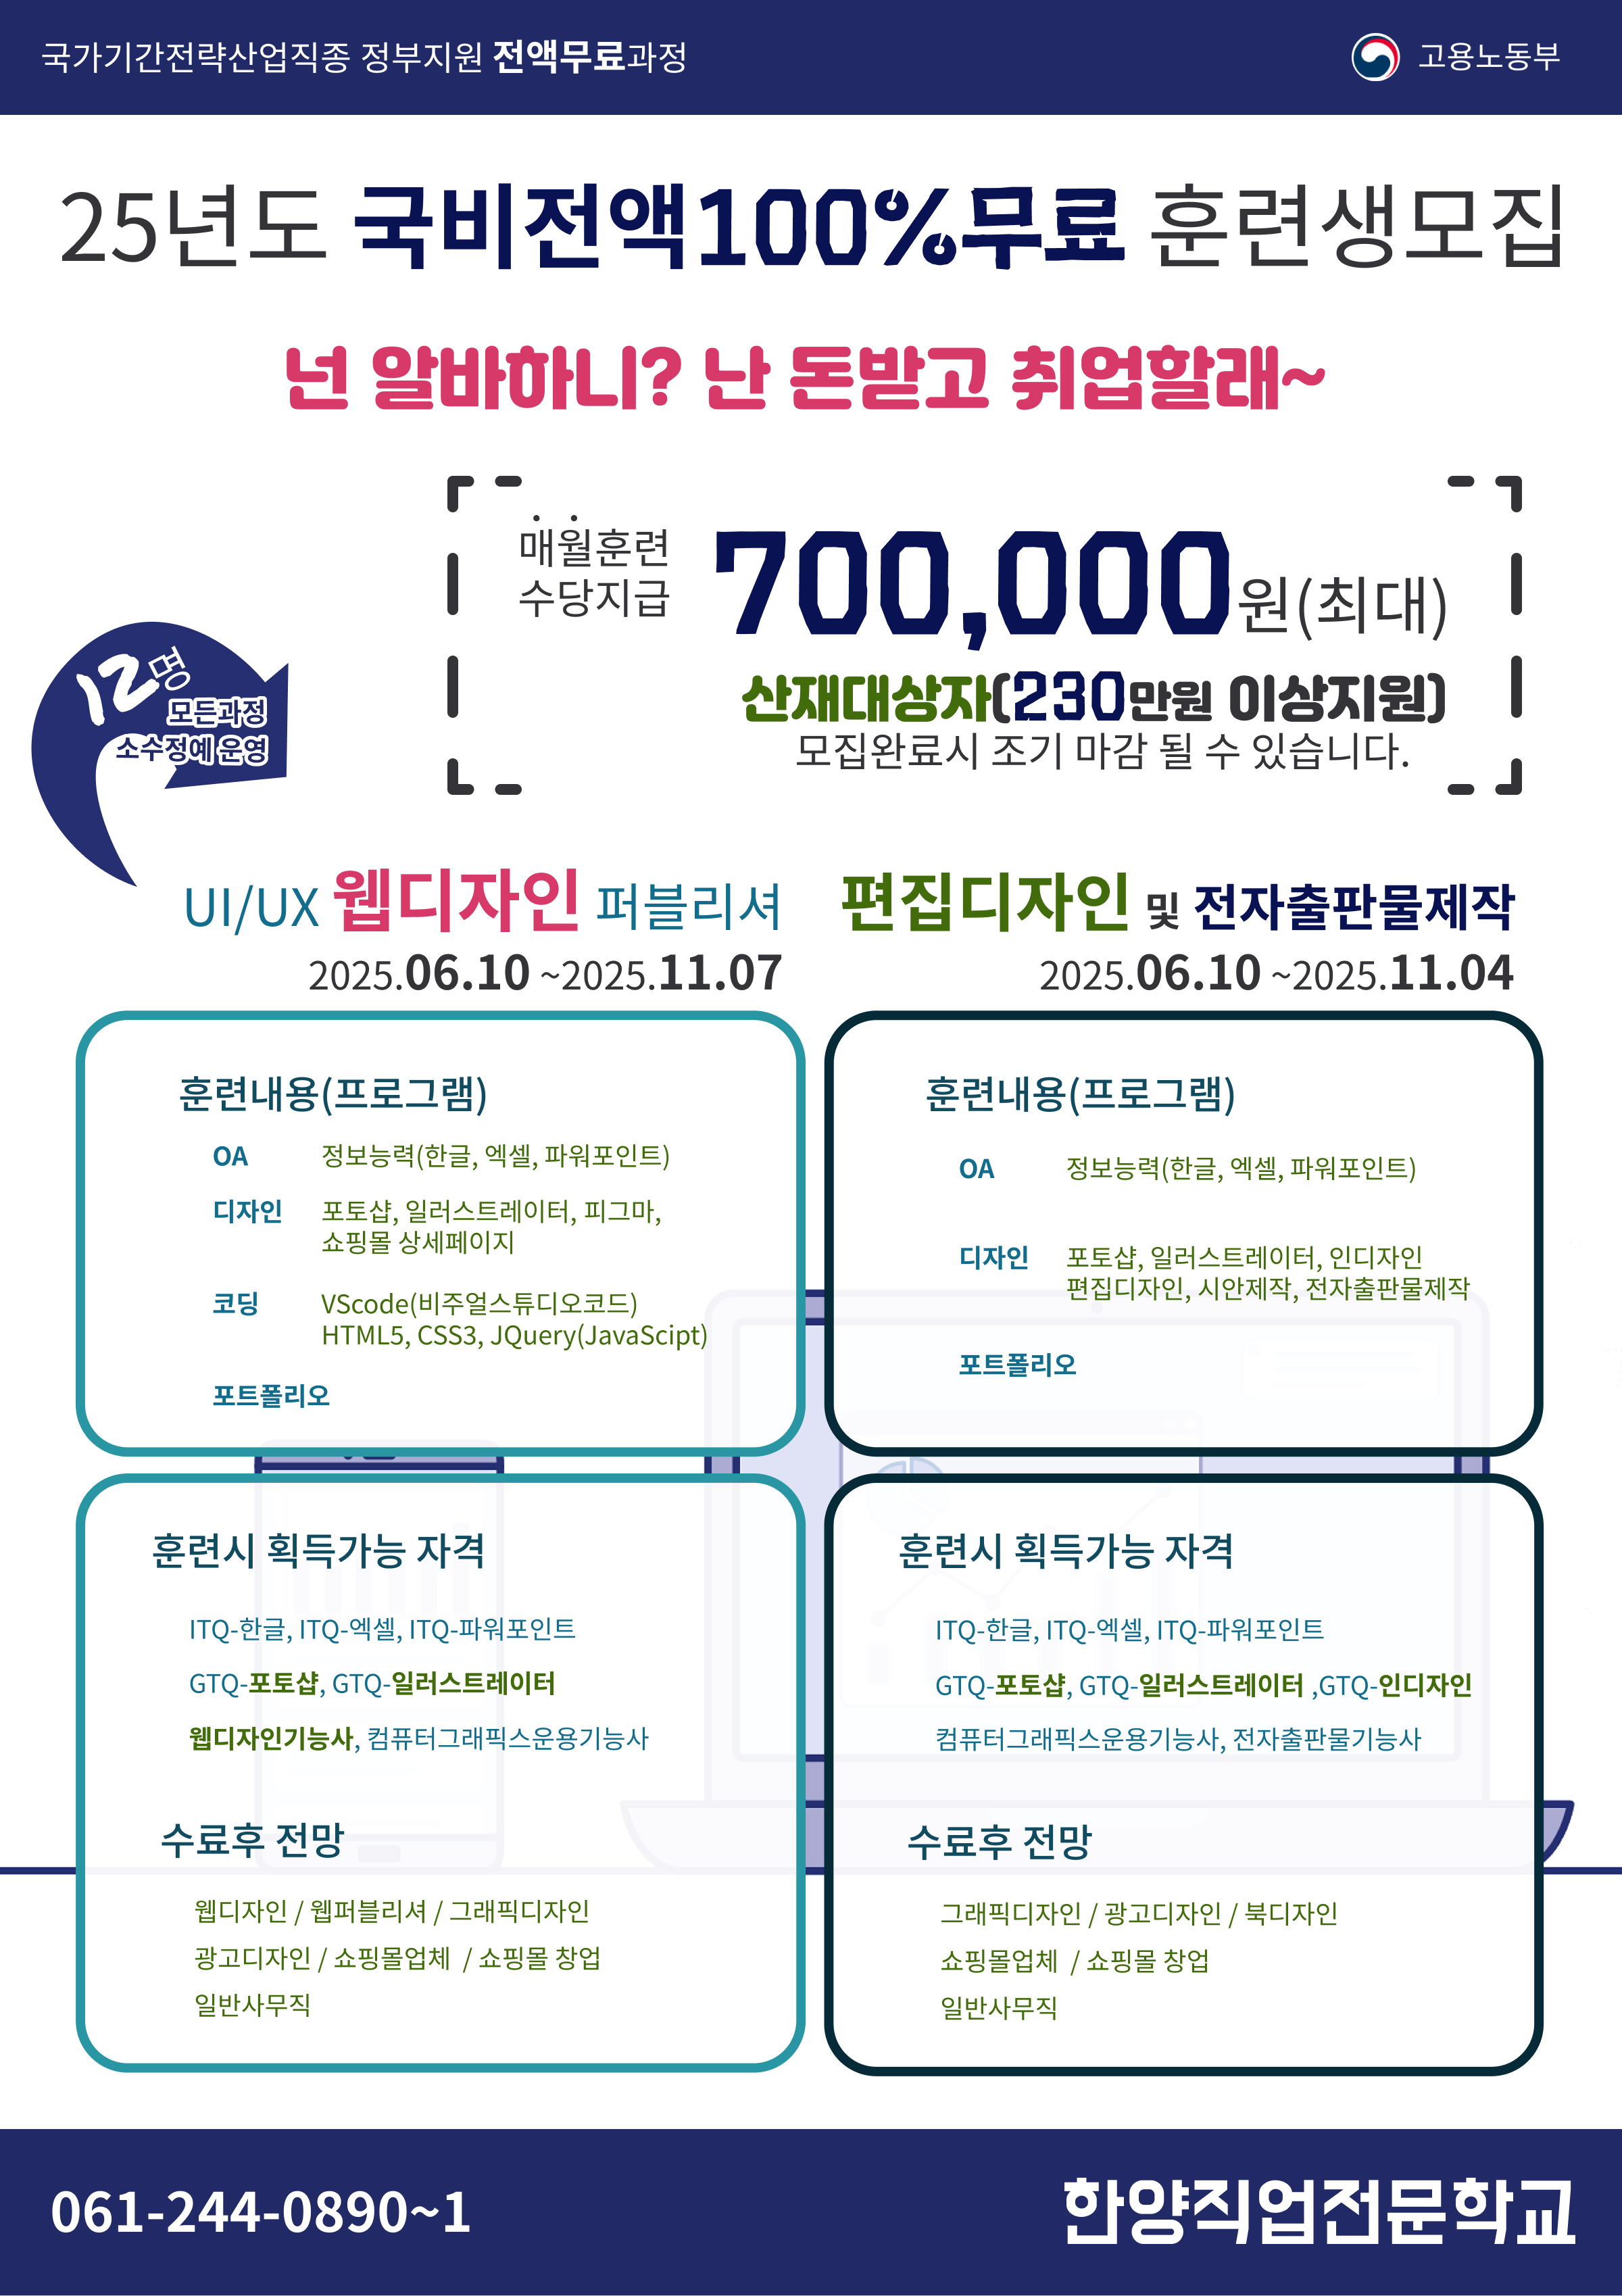 국가기간전략산업직종 정부지원 전액무료과정
고용노동부
25년도 국비전액100%무료 훈련생모집
넌 알바하니? 난 돈받고 취업할래~
매월훈련
수당지급
700,000원(최대)
산재대상자(230만원 이상지원)
모집완료시 조기 마감 될 수 있습니다.
12명
모든과정
소수정예 운영
UI/UX 웹디자인 퍼블리셔
2025.06.10 ~2025.11.07
훈련내용(프로그램)
OA 정보능력(한글, 엑셀, 파워포인트)
디자인 포토샵, 일러스트레이터, 피그마,
쇼핑몰 상세페이지
코딩 VScode(비주얼스튜디오코드)
HTML5, CSS3, JQuery(JavaScipt)
포트폴리오
훈련시 획득가능 자격
ITQ-한글, ITQ-엑셀, ITQ-파워포인트
GTQ-포토샵, GTQ-일러스트레이터
웹디자인기능사, 컴퓨터그래픽스운용기능사
수료후 전망
웹디자인 / 웹퍼블리셔 / 그래픽디자인
광고디자인 / 쇼핑몰업체 / 쇼핑몰 창업
일반사무직
편집디자인 및 전자출판물제작
2025.06.10 ~2025.11.04
훈련내용(프로그램)
OA 정보능력(한글, 엑셀, 파워포인트)
디자인 포토샵, 일러스트레이터, 인디자인
편집디자인, 시안제작, 전자출판물제작
포트폴리오
훈련시 획득가능 자격
ITQ-한글, ITQ-엑셀, ITQ-파워포인트
GTQ-포토샵, GTQ-일러스트레이터 ,GTQ-인디자인
컴퓨터그래픽스운용기능사, 전자출판물기능사
수료후 전망
그래픽디자인 / 광고디자인 / 북디자인
쇼핑몰업체 / 쇼핑몰 창업
일반사무직
061-244-0890~1
한양직업전문학교